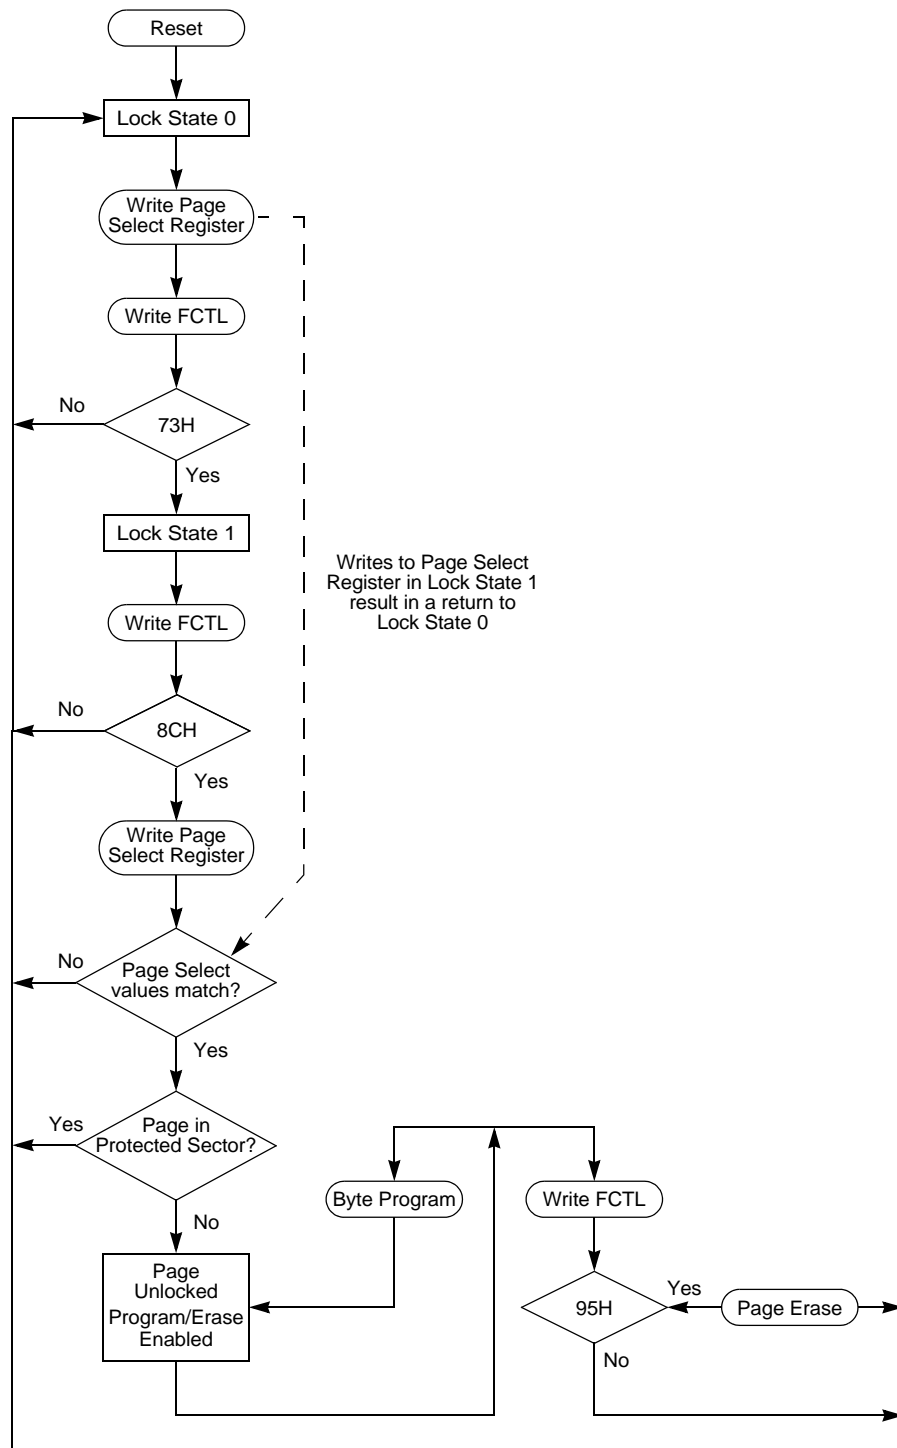 Reset
Lock State 0
Write Page
Select Register
Write FCTL
No
73H
Yes
Lock State 1
Writes to Page Select
Register in Lock State 1
result in a return to
Lock State 0
Write FCTL
No
8CH
Yes
Write Page
Select Register
No
Page Select
values match?
Yes
Yes
Page in
Protected Sector?
No
Byte Program
Write FCTL
Page
Unlocked
Program/Erase
Enabled
95H
Yes
Page Erase
No